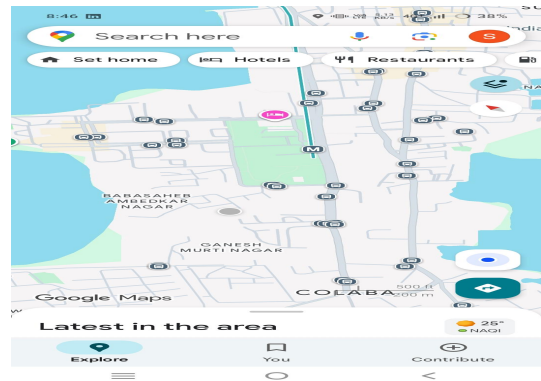 8:46
38%
Search here
S
Set home
Hotels
Restaurants
M
BABASAHEB
AMBEDKAR
NAGAR
GANESH
MURTI NAGAR
COLABA
500 ft
200 m
Google Maps
Latest in the area
25°
NAQI
Explore
You
Contribute